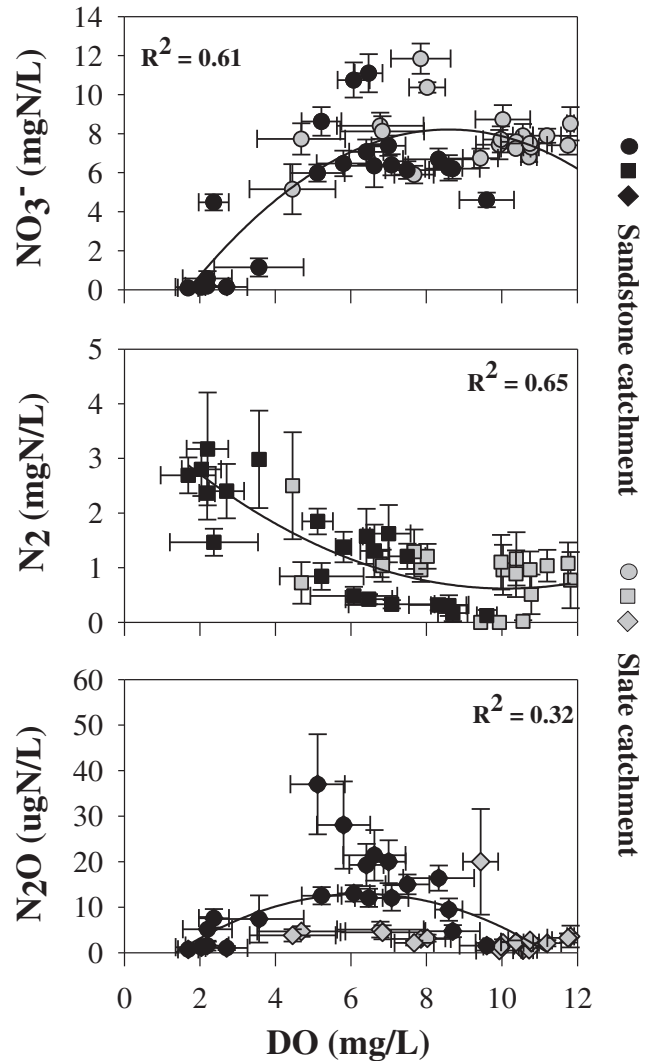 14
12
10
8
6
4
2
0
NO₃⁻ (mgN/L)
R² = 0.61
5
4
3
2
1
0
N₂ (mgN/L)
R² = 0.65
60
50
40
30
20
10
0
N₂O (ugN/L)
R² = 0.32
0 2 4 6 8 10 12
DO (mg/L)
Sandstone catchment
Slate catchment